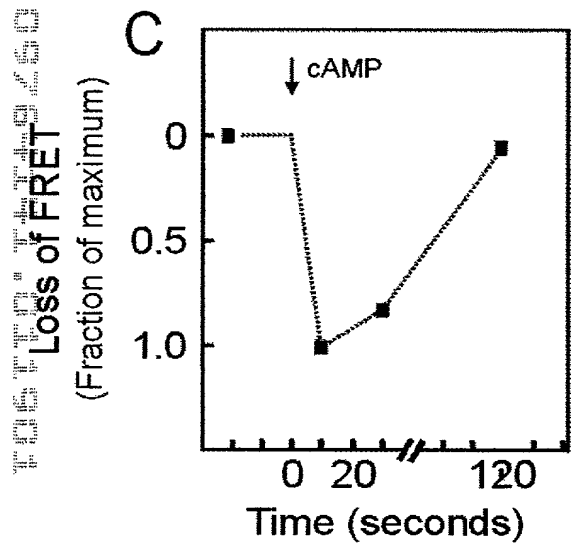 C
cAMP
Loss of FRET
(Fraction of maximum)
0
0.5
1.0
0 20 120
Time (seconds)